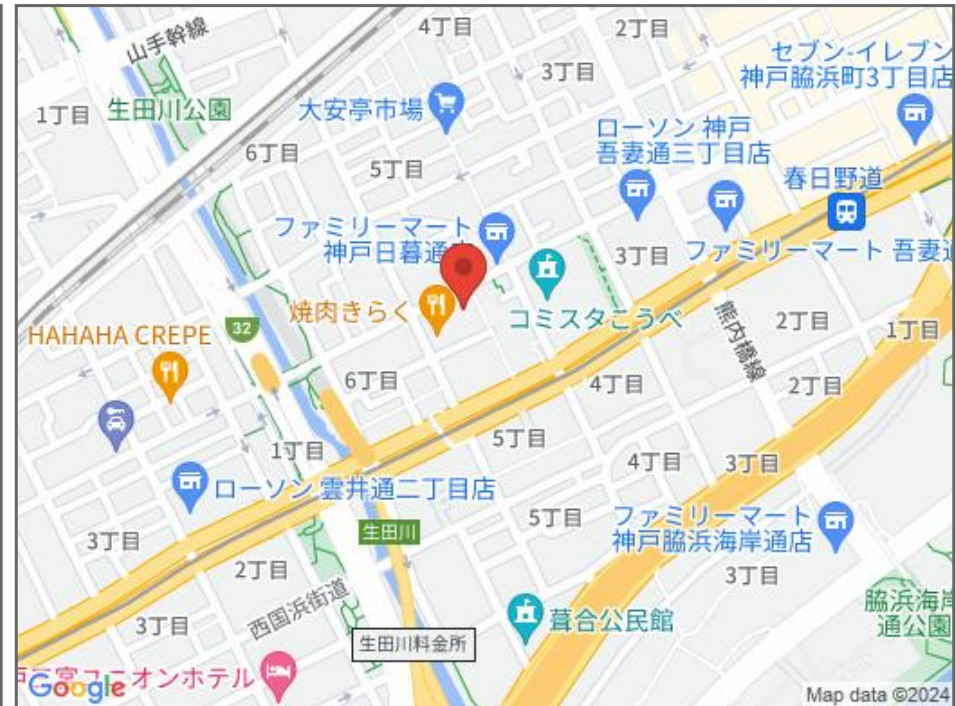 4丁目
2丁目
山手幹線
セブン-イレブン
神戸脇浜町3丁目店
3丁目
1丁目
生田川公園
大安亭市場
ローソン 神戸
吾妻通三丁目店
6丁目
5丁目
春日野道
ファミリーマート
神戸日暮通
3丁目
ファミリーマート 吾妻通
焼肉きらく
コミスタこうべ
32
HAHAHA CREPE
熊内橋線
2丁目
1丁目
6丁目
4丁目
2丁目
5丁目
1丁目
4丁目
3丁目
ローソン 雲井通二丁目店
5丁目
ファミリーマート
神戸脇浜海岸通店
生田川
3丁目
2丁目
3丁目
西国浜街道
脇浜海岸
通公園
葺合公民館
3丁目
生田川料金所
三宮ユニオンホテル
Google
Map data ©2024